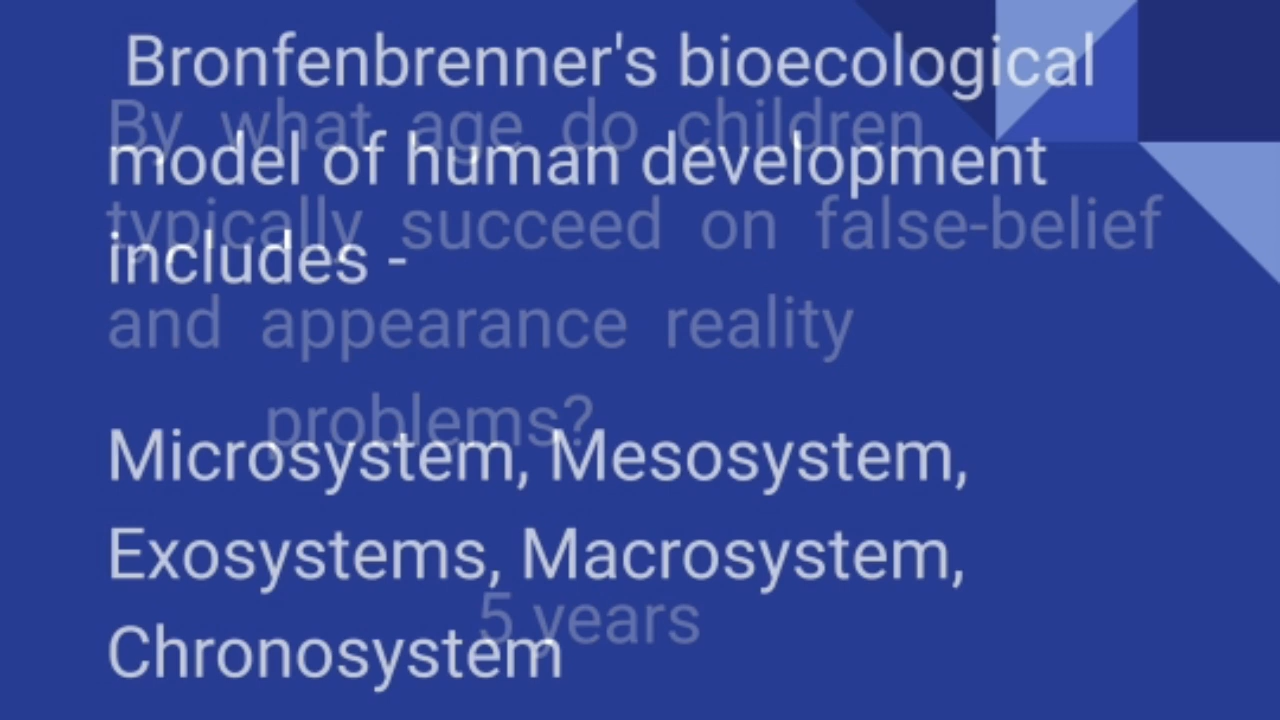 Bronfenbrenner's bioecological
model of human development
includes -
Microsystem, Mesosystem,
Exosystems, Macrosystem,
Chronosystem
By what age do children
typically succeed on false-belief
and appearance reality
problems?
5 years